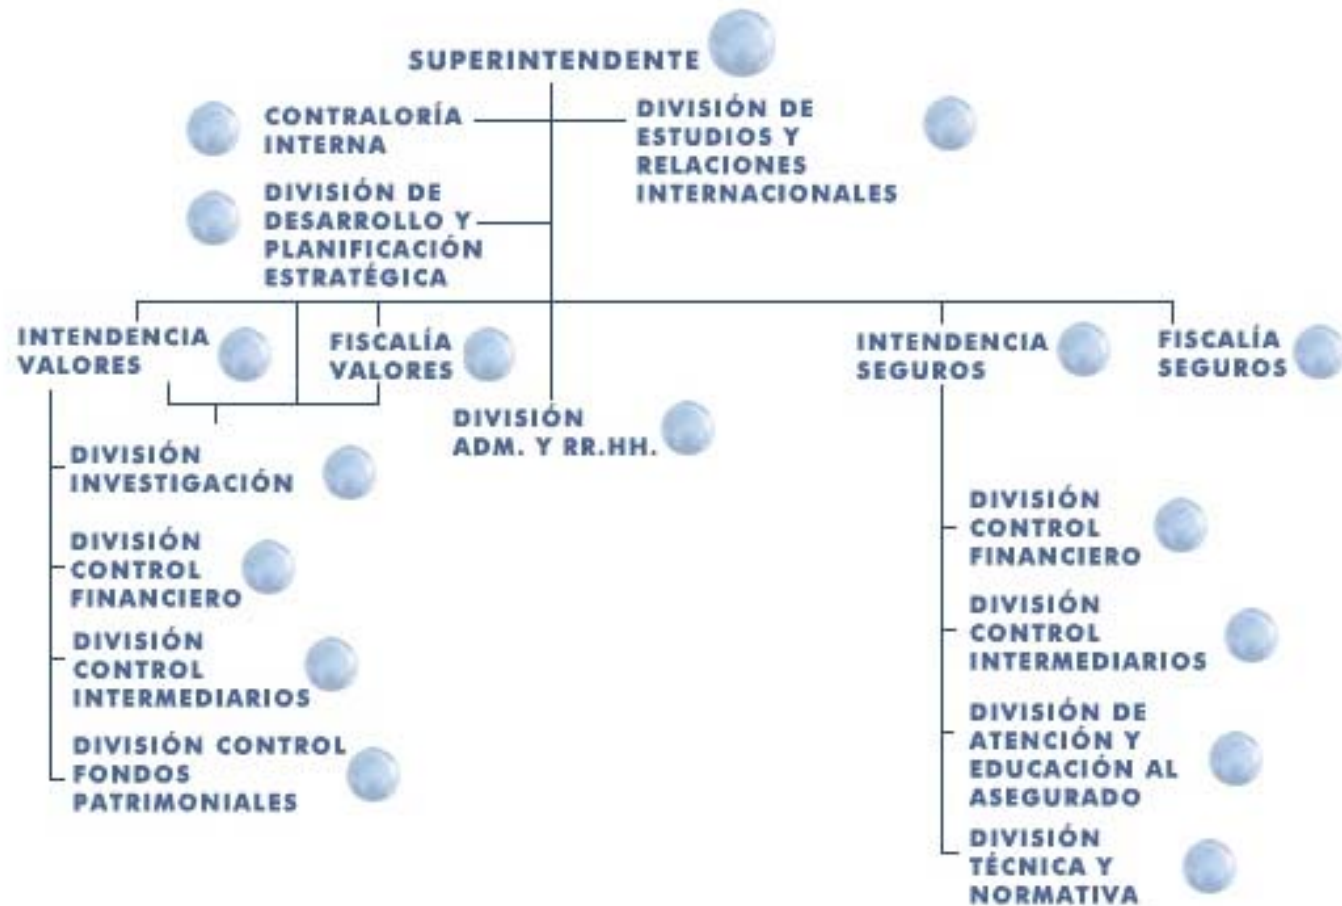 SUPERINTENDENTE
CONTRALORÍA
INTERNA
DIVISIÓN DE
ESTUDIOS Y
RELACIONES
INTERNACIONALES
DIVISIÓN DE
DESARROLLO Y
PLANIFICACIÓN
ESTRATÉGICA
INTENDENCIA
VALORES
FISCALÍA
VALORES
DIVISIÓN
ADM. Y RR.HH.
INTENDENCIA
SEGUROS
FISCALÍA
SEGUROS
DIVISIÓN
INVESTIGACIÓN
DIVISIÓN
CONTROL
FINANCIERO
DIVISIÓN
CONTROL
INTERMEDIARIOS
DIVISIÓN CONTROL
FONDOS
PATRIMONIALES
DIVISIÓN
CONTROL
FINANCIERO
DIVISIÓN
CONTROL
INTERMEDIARIOS
DIVISIÓN DE
ATENCIÓN Y
EDUCACIÓN AL
ASEGURADO
DIVISIÓN
TÉCNICA Y
NORMATIVA